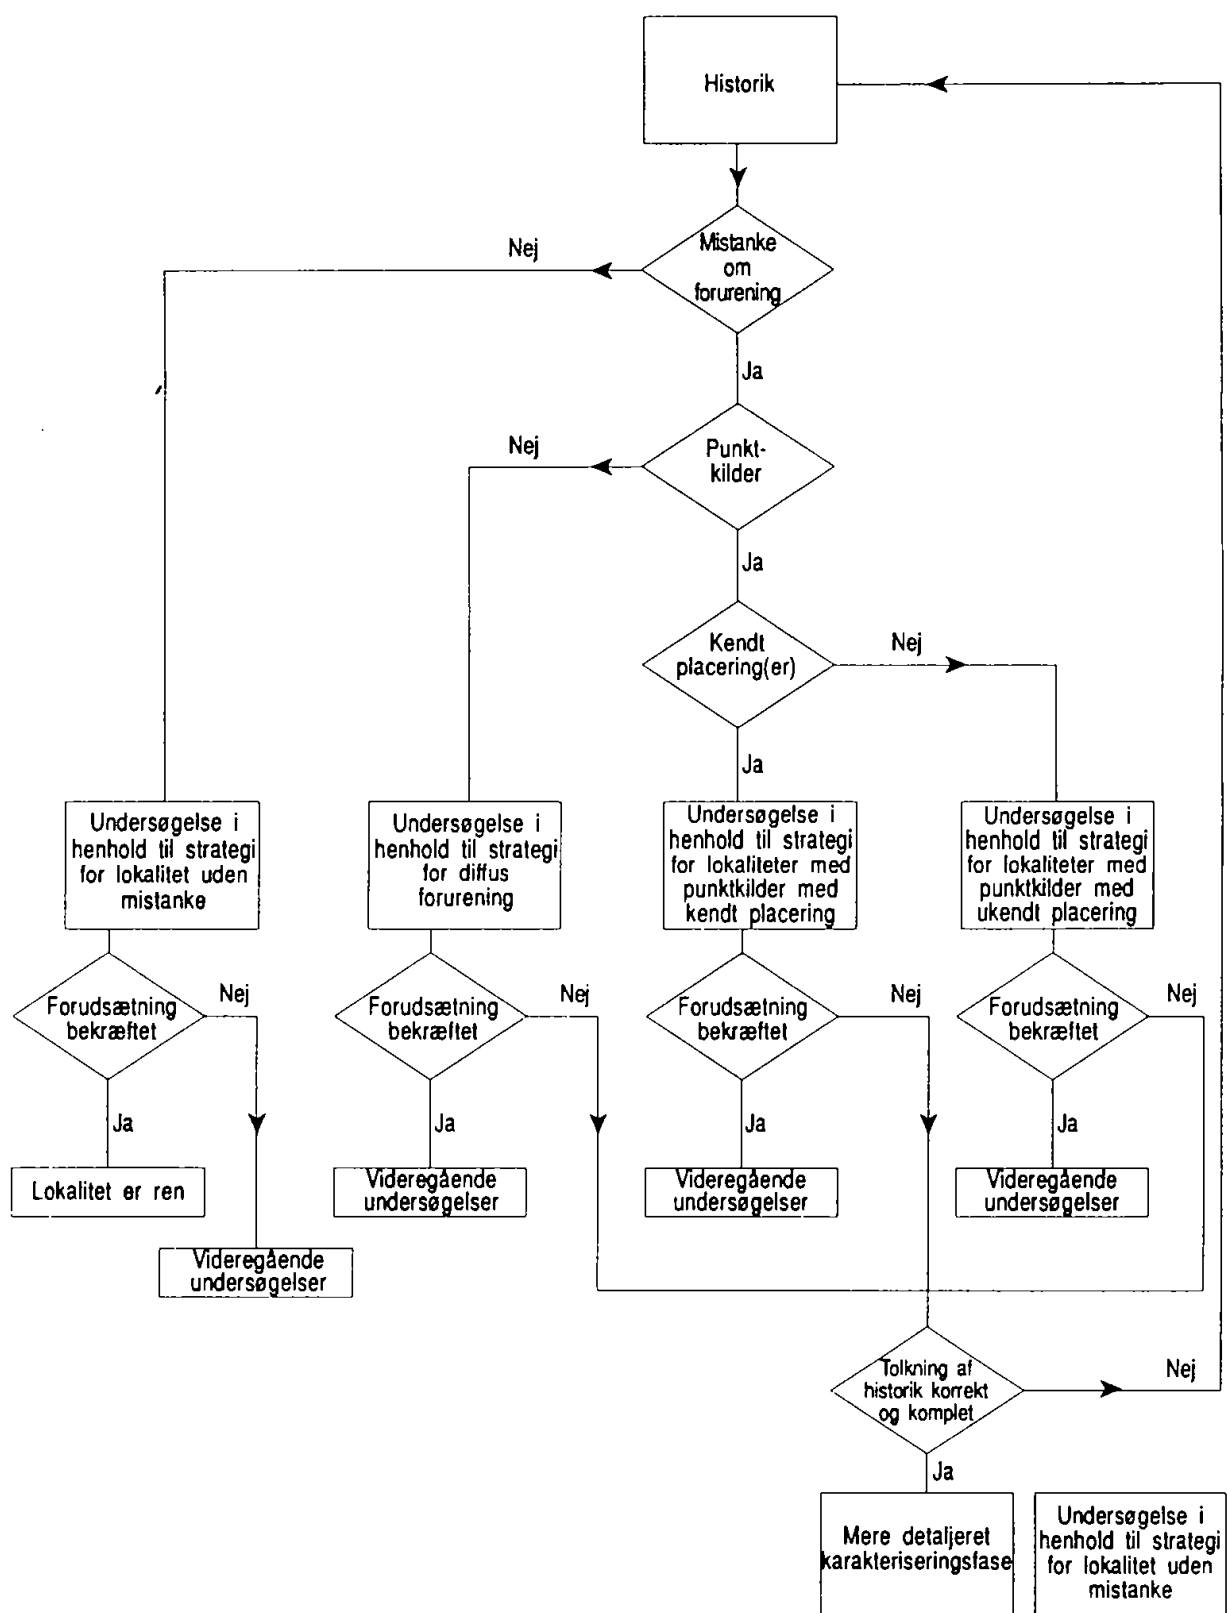 Historik
Mistanke
om
forurening
Nej
Ja
Punkt-
kilder
Nej
Ja
Kendt
placering(er)
Nej
Ja
Undersøgelse i
henhold til strategi
for lokalitet uden
mistanke
Undersøgelse i
henhold til strategi
for diffus
forurening
Undersøgelse i
henhold til strategi
for lokaliteter med
punktkilder med
kendt placering
Undersøgelse i
henhold til strategi
for lokaliteter med
punktkilder med
ukendt placering
Forudsætning
bekræftet
Nej
Forudsætning
bekræftet
Nej
Forudsætning
bekræftet
Nej
Forudsætning
bekræftet
Nej
Ja
Ja
Ja
Ja
Lokalitet er ren
Videregående
undersøgelser
Videregående
undersøgelser
Videregående
undersøgelser
Videregående
undersøgelser
Tolkning af
historik korrekt
og komplet
Nej
Ja
Mere detaljeret
karakteriseringsfase
Undersøgelse i
henhold til strategi
for lokalitet uden
mistanke